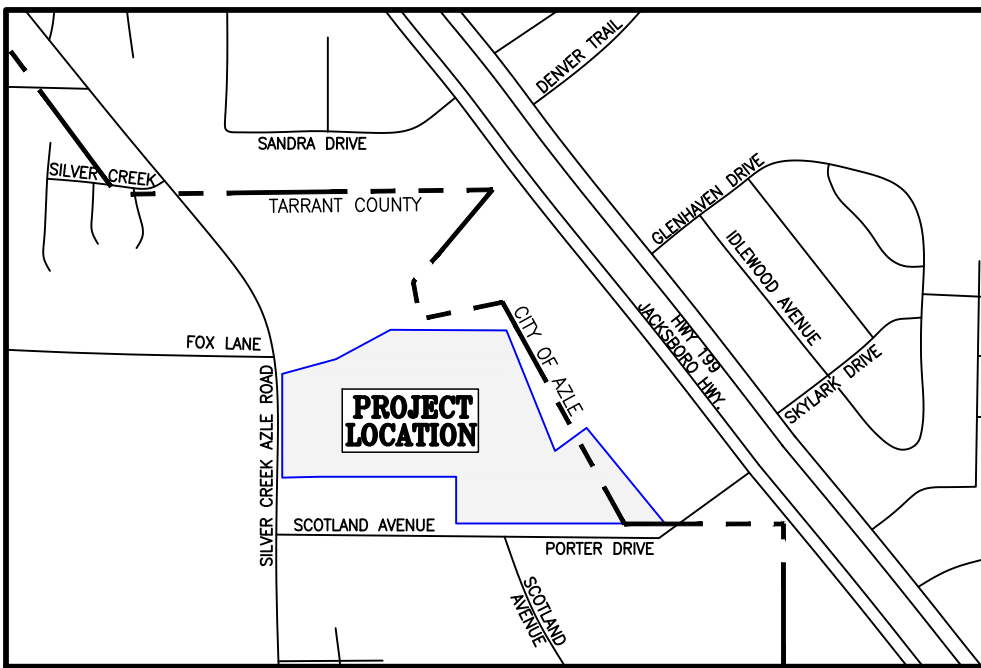 DENVER TRAIL
SANDRA DRIVE
SILVER CREEK
TARRANT COUNTY
GLENHAVEN DRIVE
IDLEWOOD AVENUE
CITY OF AZLE
HWY 199
JACKSBORO HWY.
FOX LANE
SKYLARK DRIVE
SILVER CREEK AZLE ROAD
PROJECT
LOCATION
SCOTLAND AVENUE
PORTER DRIVE
SCOTLAND
AVENUE